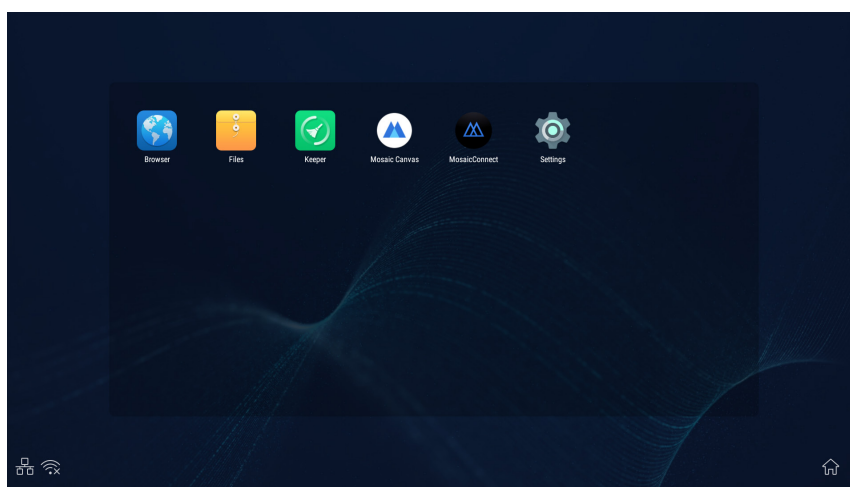 Browser
Files
Keeper
Mosaic Canvas
MosaicConnect
Settings